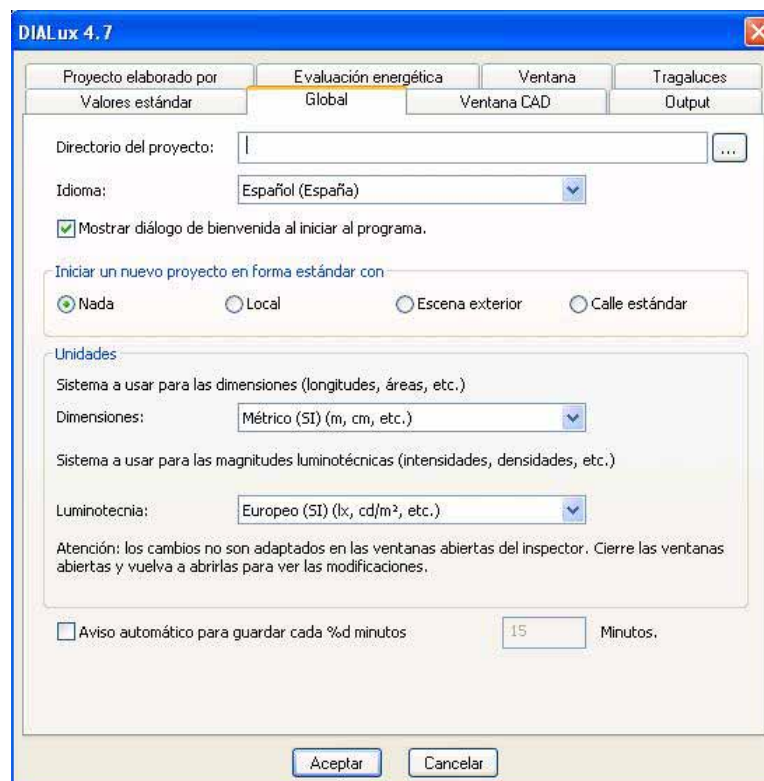 DIALux 4.7
Proyecto elaborado por Evaluación energética Ventana Tragaluces
Valores estándar Global Ventana CAD Output
Directorio del proyecto: ...
Idioma: Español (España)
Mostrar diálogo de bienvenida al iniciar al programa.
Iniciar un nuevo proyecto en forma estándar con
Nada Local Escena exterior Calle estándar
Unidades
Sistema a usar para las dimensiones (longitudes, áreas, etc.)
Dimensiones: Métrico (SI) (m, cm, etc.)
Sistema a usar para las magnitudes luminotécnicas (intensidades, densidades, etc.)
Luminotecnia: Europeo (SI) (lx, cd/m², etc.)
Atención: los cambios no son adaptados en las ventanas abiertas del inspector. Cierre las ventanas
abiertas y vuelva a abrirlas para ver las modificaciones.
Aviso automático para guardar cada %d minutos 15 Minutos.
Aceptar Cancelar